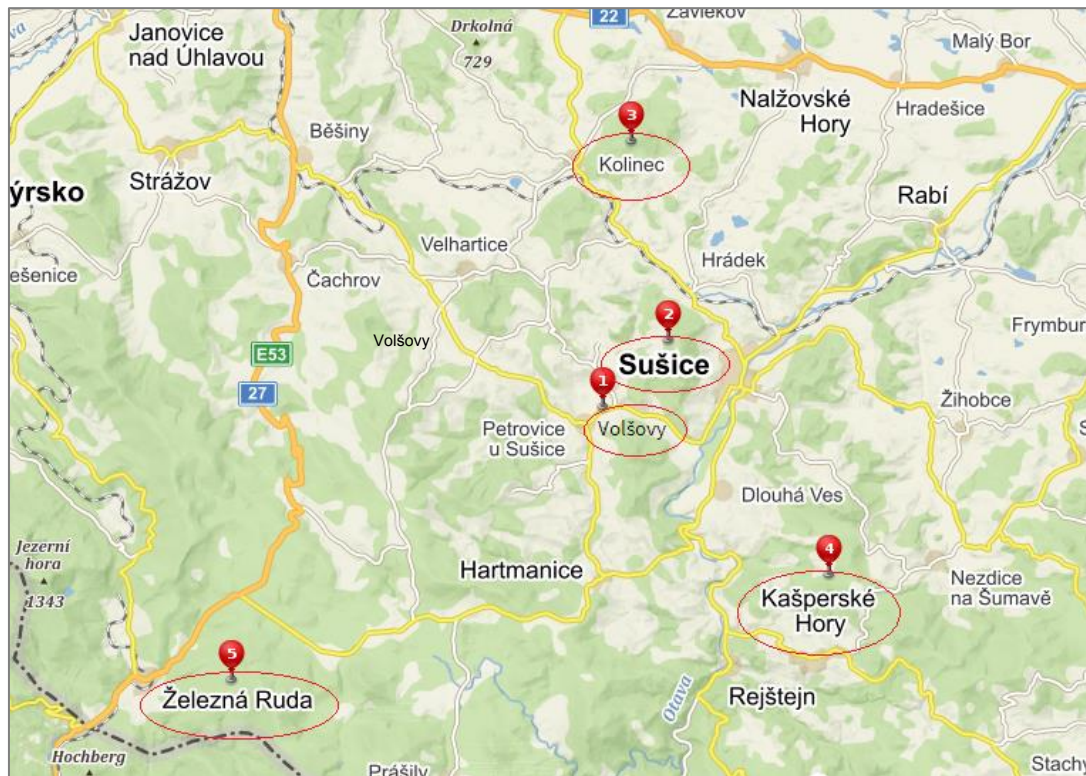 22
Zavlekov
Drkolná
729
Janovice
nad Úhlavou
Malý Bor
Nalžovské
Hory
Hradešice
3
Běšiny
Kolinec
Strážov
ýrsko
Rabí
Velhartice
Hrádek
ešenice
Čachrov
2
Frymbur
Volšovy
E53
Sušice
27
1
Žihobce
Petrovice
u Sušice
Volšovy
Dlouhá Ves
Jezerní
hora
1343
4
Hartmanice
Nezdice
na Šumavě
Kašperské
Hory
5
Železná Ruda
Otava
Rejštejn
Hochberg
Prášily
Stachy